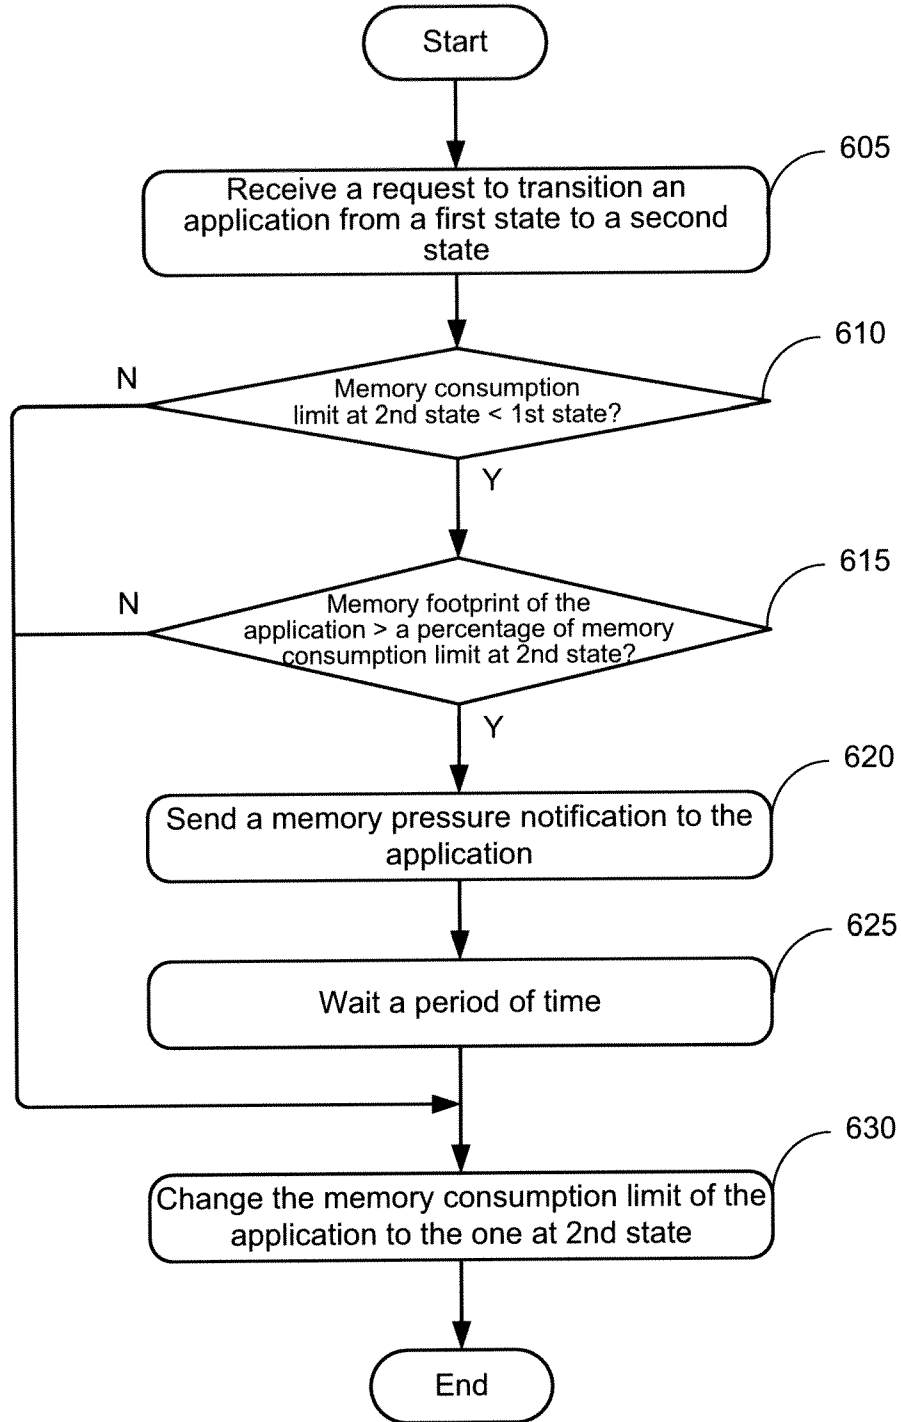 Start
605
Receive a request to transition an
application from a first state to a second
state
610
N
Memory consumption
limit at 2nd state < 1st state?
Y
615
N
Memory footprint of the
application > a percentage of memory
consumption limit at 2nd state?
Y
620
Send a memory pressure notification to the
application
625
Wait a period of time
630
Change the memory consumption limit of the
application to the one at 2nd state
End